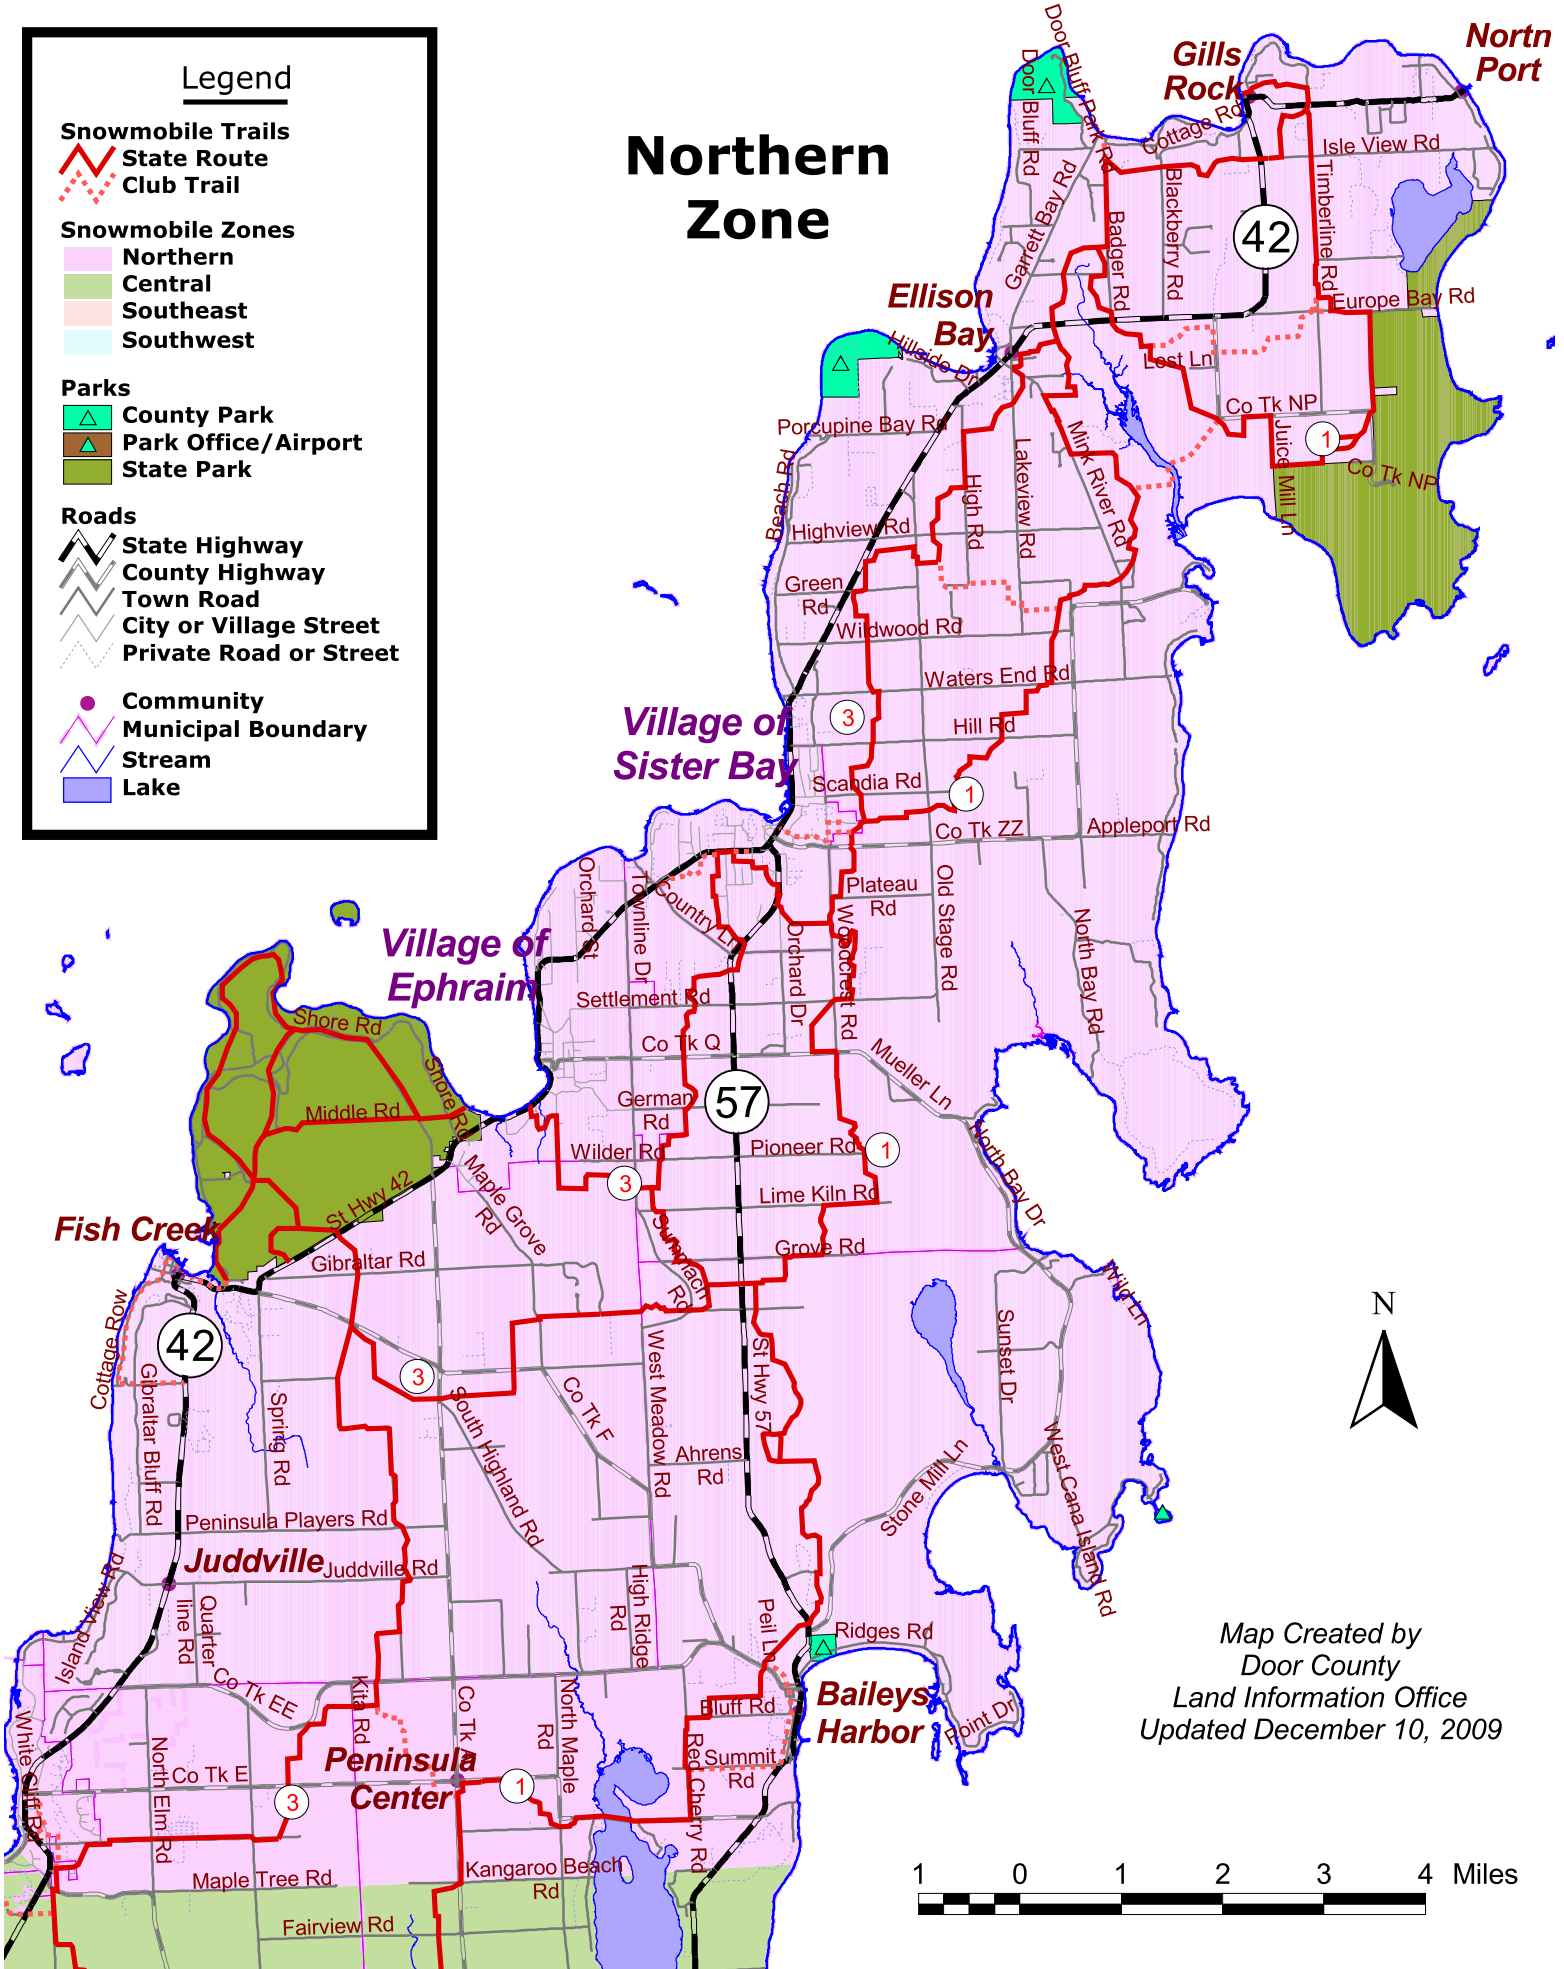 Northern
Zone
Legend
Snowmobile Trails
State Route
Club Trail
Snowmobile Zones
Northern
Central
Southeast
Southwest
Parks
County Park
Park Office/Airport
State Park
Roads
State Highway
County Highway
Town Road
City or Village Street
Private Road or Street
Community
Municipal Boundary
Stream
Lake
Door Bluff Park Rd
Door Bluff Rd
Gills
Rock
Nortn
Port
Cottage Rd
Isle View Rd
Garrett Bay Rd
Badger Rd
Blackberry Rd
42
Timberline Rd
Europe Bay Rd
Ellison
Bay
Hillside Dr
Lost Ln
Co Tk NP
1
Juice Mill Ln
Co Tk NP
Porcupine Bay Rd
Beach Rd
High Rd
Lakeview Rd
Mink River Rd
Highview Rd
Green
Rd
Wildwood Rd
Waters End Rd
3
Hill Rd
Village of
Sister Bay
Scandia Rd
1
Co Tk ZZ
Appleport Rd
Orchard St
Townline Dr
Country Ln
Plateau
Rd
Old Stage Rd
Woodcrest Rd
Orchard Dr
North Bay Rd
Village of
Ephraim
Settlement Rd
Co Tk Q
Mueller Ln
Shore Rd
Shore Rd
Middle Rd
German
Rd
57
Wilder Rd
Pioneer Rd
1
3
Lime Kiln Rd
North Bay Dr
St Hwy 42
Maple Grove
Rd
Summach
Rd
Grove Rd
Fish Creek
Gibraltar Rd
Wild Ln
Cottage Row
42
Gibraltar Bluff Rd
Spring Rd
3
South Highland Rd
Co Tk F
West Meadow Rd
St Hwy 57
Sunset Dr
Ahrens
Rd
Stone Mill Ln
West Cana Island Rd
N
Peninsula Players Rd
Juddville
Juddville Rd
Island View Rd
Quarter
line Rd
High Ridge
Rd
Peil Ln
Ridges Rd
Co Tk EE
Kita Rd
Co Tk A
North Maple
Rd
Bluff Rd
Baileys
Harbor
Point Dr
White Cliff Rd
North Elm Rd
Co Tk E
3
Peninsula
Center
1
Red Cherry Rd
Summit
Rd
Maple Tree Rd
Kangaroo Beach
Rd
Fairview Rd
Map Created by
Door County
Land Information Office
Updated December 10, 2009
1 0 1 2 3 4 Miles